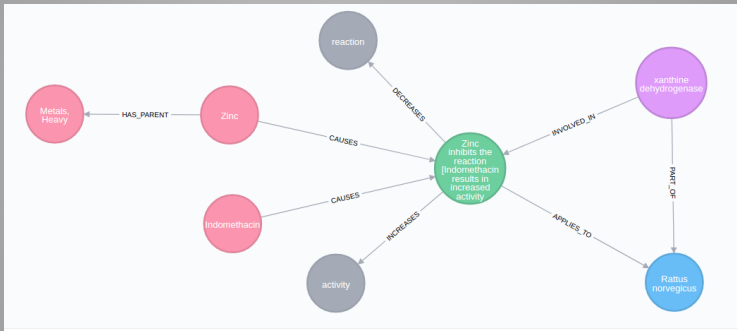 reaction
xanthine
dehydrogenase
DECREASES
Metals,
Heavy
HAS_PARENT
Zinc
INVOLVED_IN
CAUSES
Zinc
inhibits the
reaction
[Indomethacin
results in
increased
activity
PART_OF
CAUSES
Indomethacin
INCREASES
APPLIES_TO
activity
Rattus
norvegicus